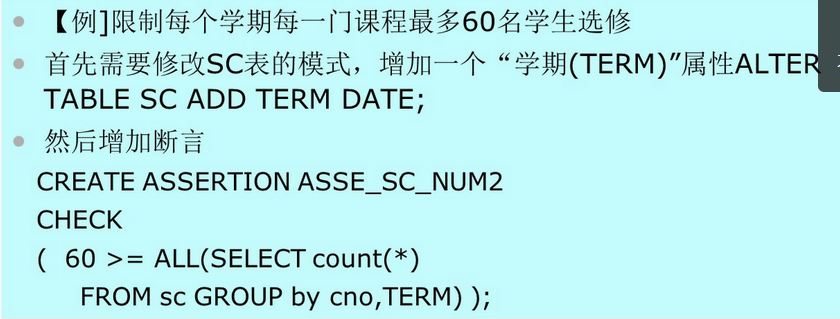 【例]限制每个学期每一门课程最多60名学生选修
首先需要修改SC表的模式，增加一个“学期(TERM)”属性ALTER
TABLE SC ADD TERM DATE;
然后增加断言
CREATE ASSERTION ASSE_SC_NUM2
CHECK
( 60 >= ALL(SELECT count(*)
FROM sc GROUP by cno,TERM) );